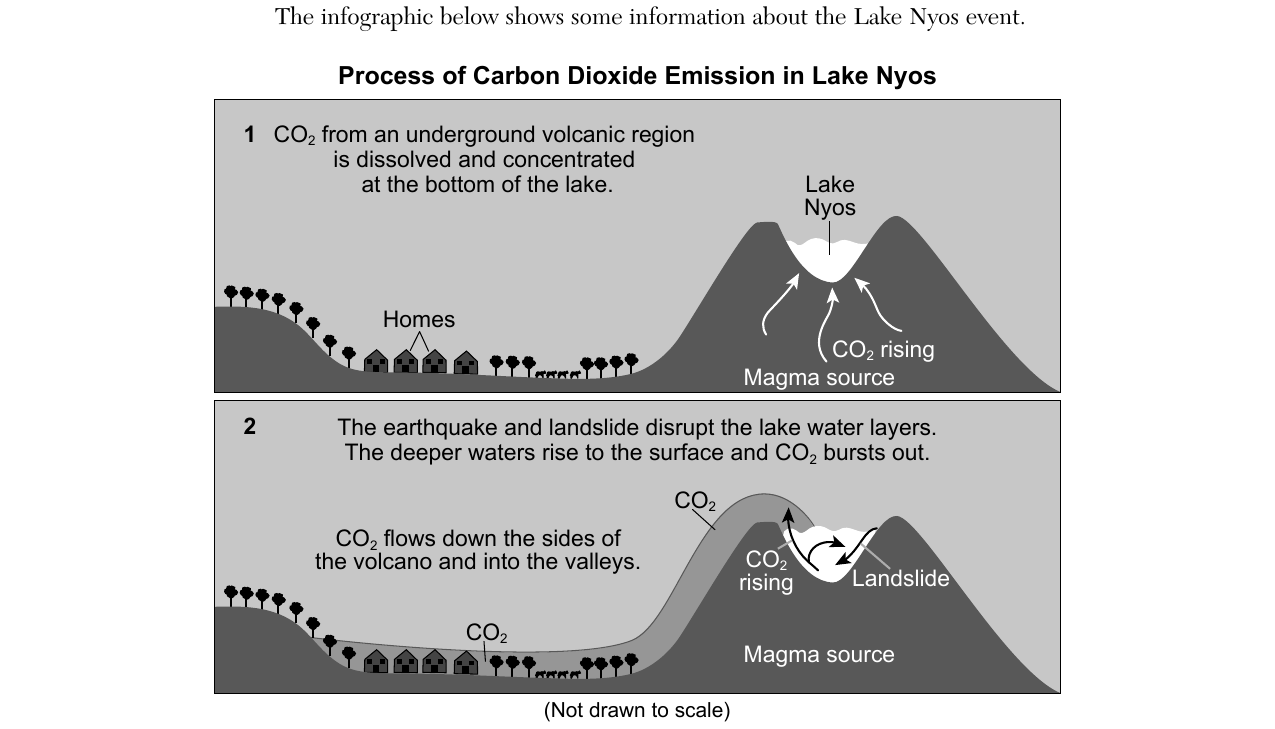 The infographic below shows some information about the Lake Nyos event.
Process of Carbon Dioxide Emission in Lake Nyos
1 CO₂ from an underground volcanic region
is dissolved and concentrated
at the bottom of the lake.
Lake
Nyos
Homes
CO₂ rising
Magma source
2 The earthquake and landslide disrupt the lake water layers.
The deeper waters rise to the surface and CO₂ bursts out.
CO₂
CO₂ flows down the sides of
the volcano and into the valleys.
CO₂
rising
Landslide
CO₂
Magma source
(Not drawn to scale)